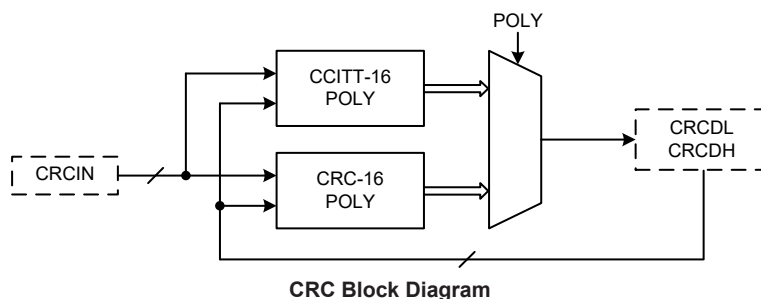 POLY
CCITT-16
POLY
CRCDL
CRCDH
CRCIN
CRC-16
POLY
CRC Block Diagram